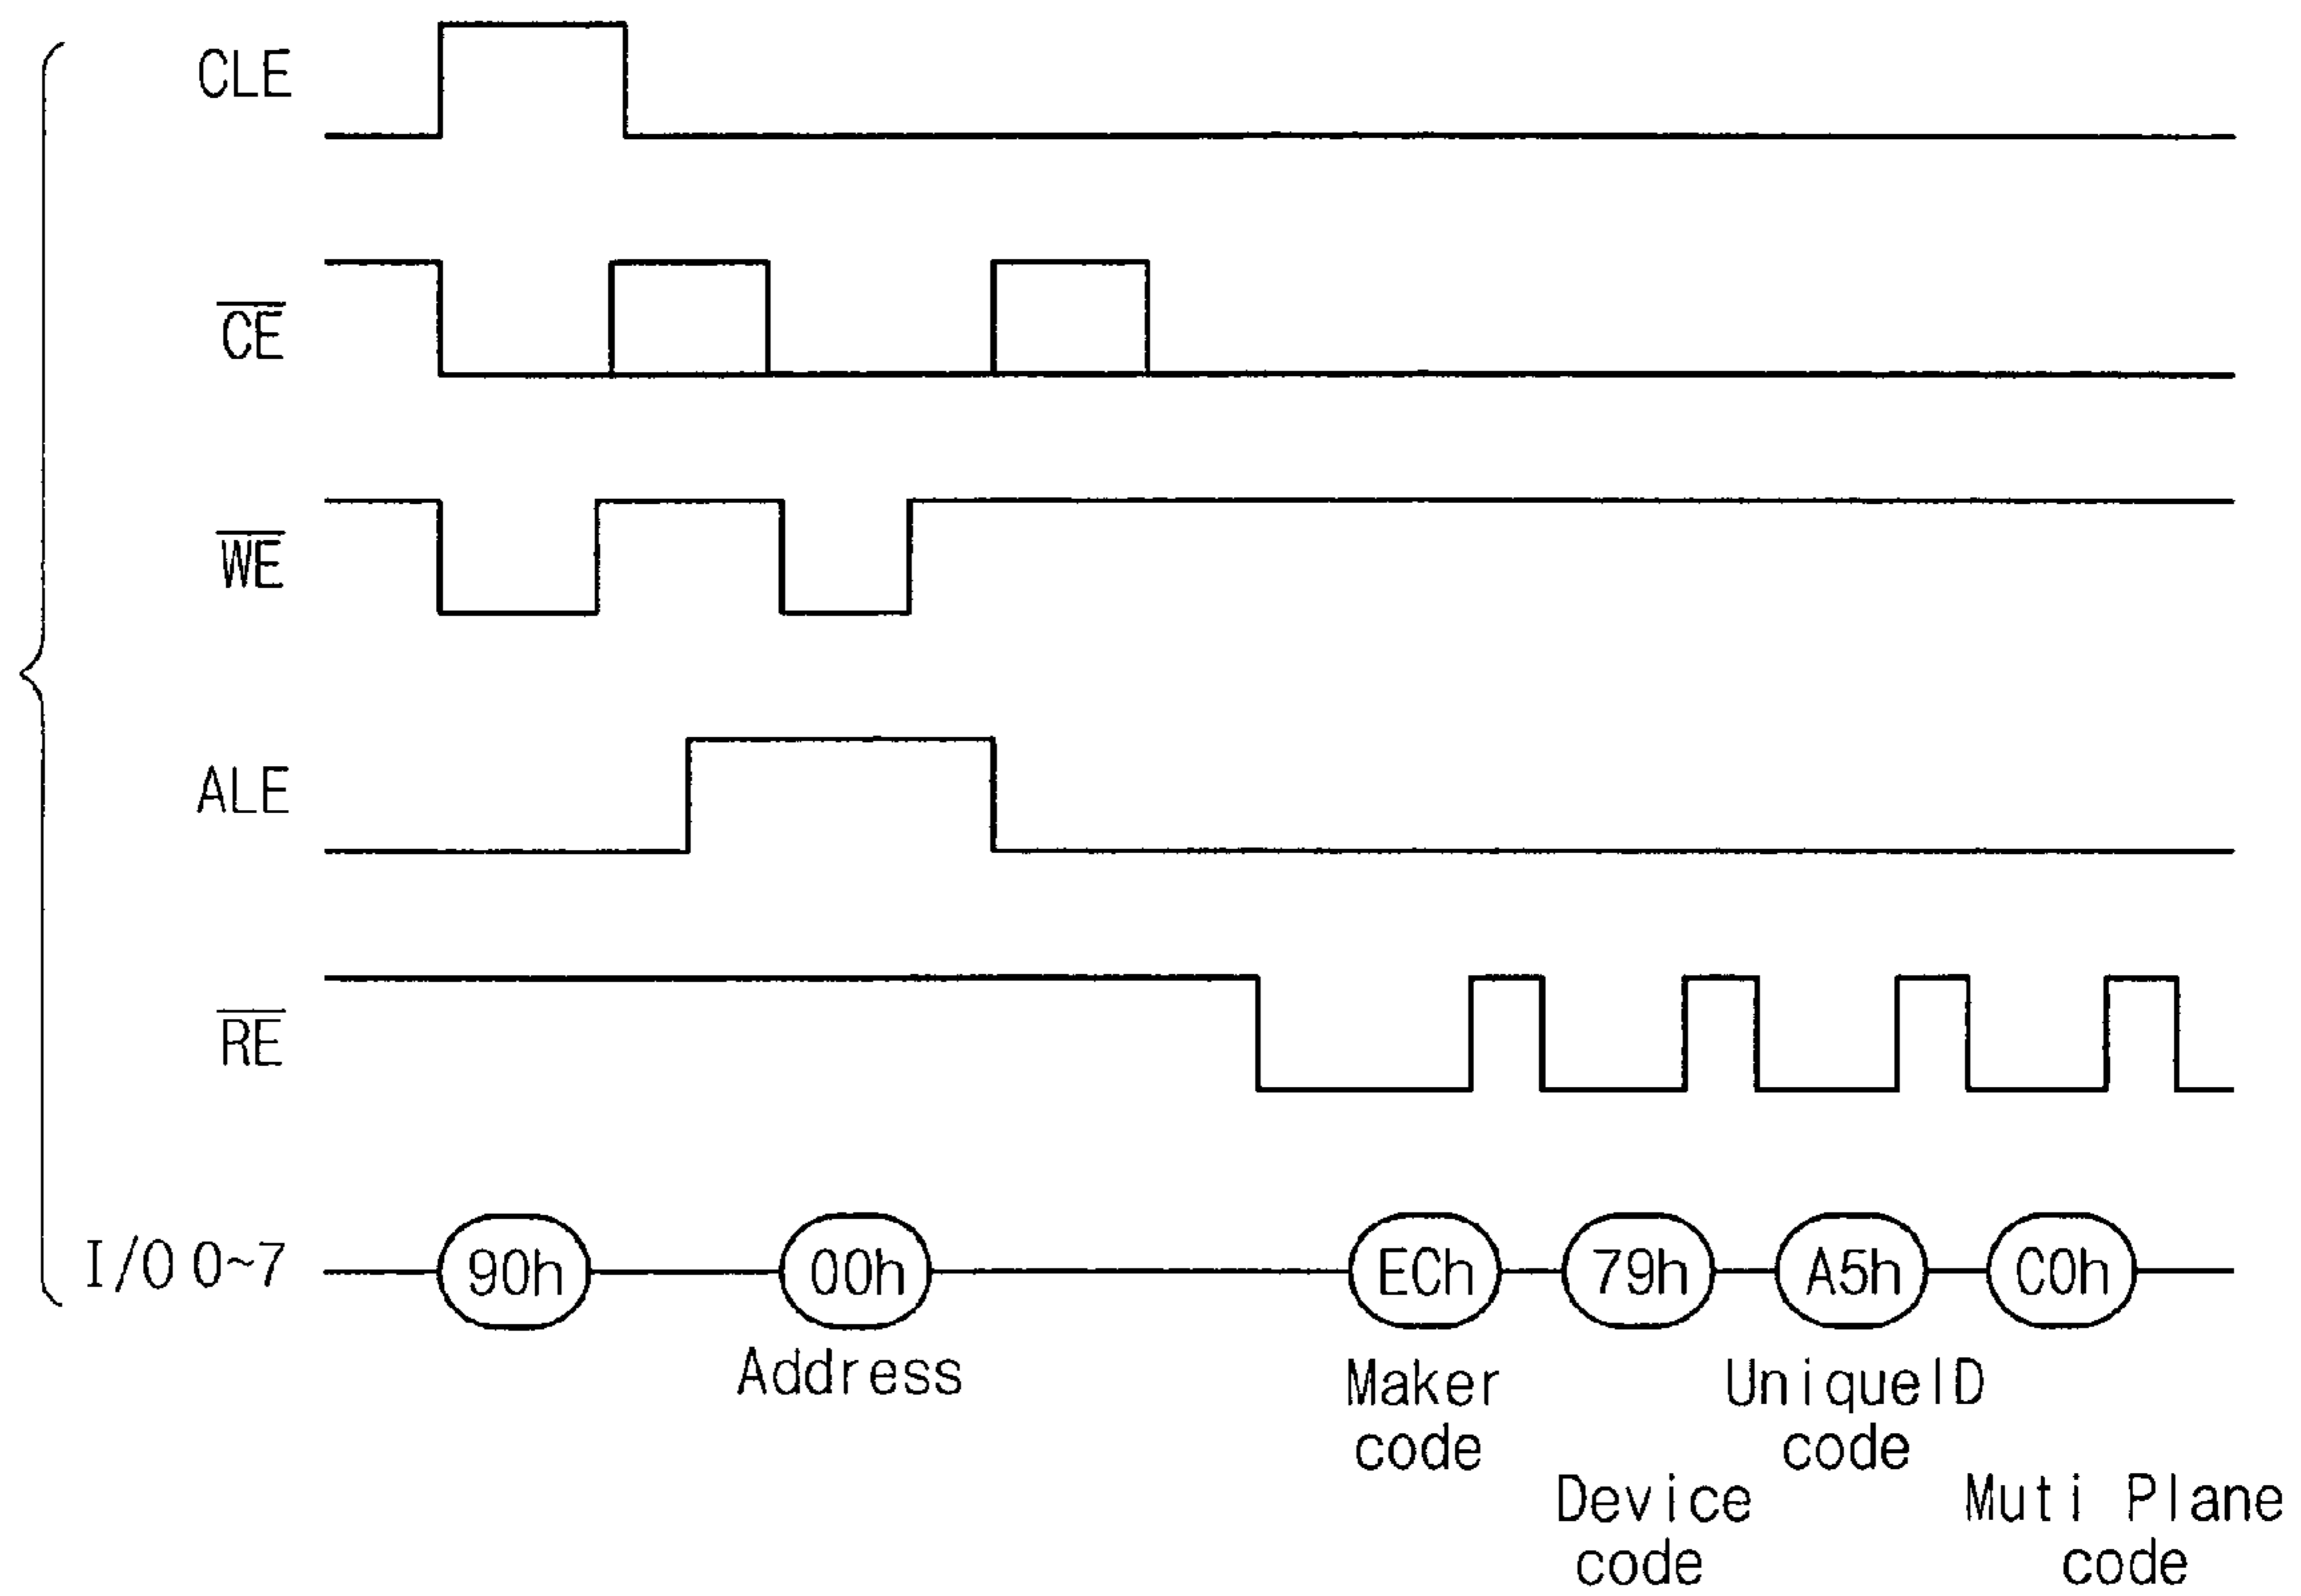 CLE
CE
WE
ALE
RE
I/O 0~7
90h 00h ECh 79h A5h C0h
Address
Maker
code
Device
code
UniqueID
code
Muti Plane
code